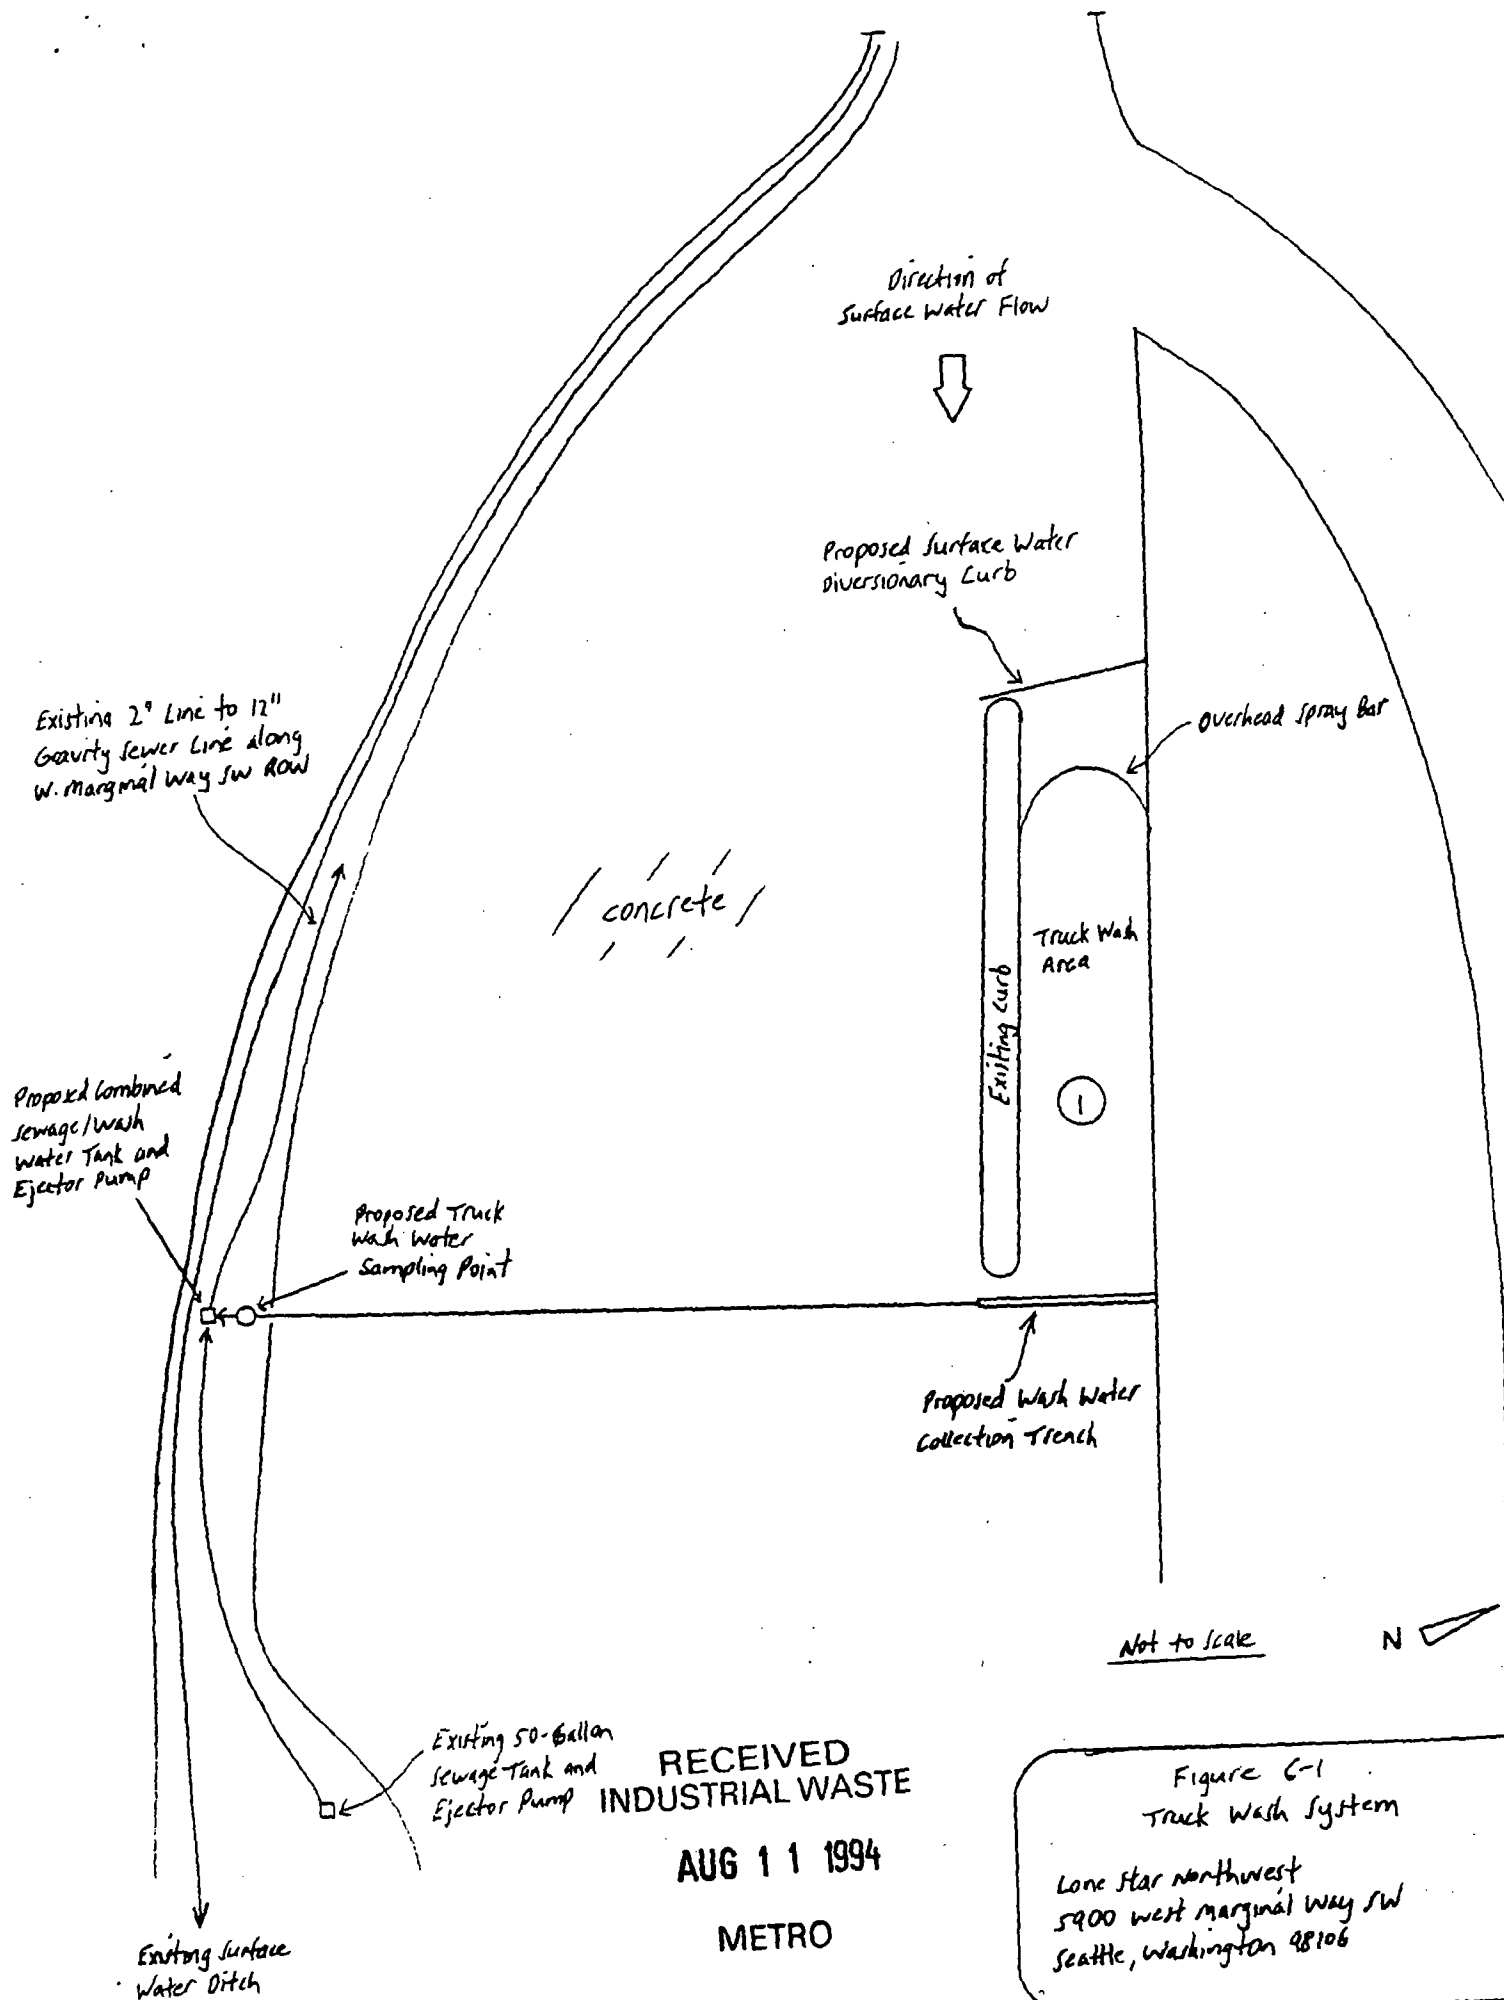 Direction of
Surface Water Flow
Proposed Surface Water
Diversionary Curb
Overhead Spray Bar
Existing 2" Line to 12"
Gravity Sewer Line along
W. Marginal Way SW ROW
concrete
Truck Wash
Area
Existing Curb
1
Proposed Combined
Sewage/Wash
Water Tank and
Ejector Pump
Proposed Truck
Wash Water
Sampling Point
Proposed Wash Water
Collection Trench
Not to Scale
N
Existing 50-Gallon
Sewage Tank and
Ejector Pump
RECEIVED
INDUSTRIAL WASTE
AUG 11 1994
METRO
Existing Surface
Water Ditch
Figure 6-1
Truck Wash System
Lone Star Northwest
5900 West Marginal Way SW
Seattle, Washington 98106